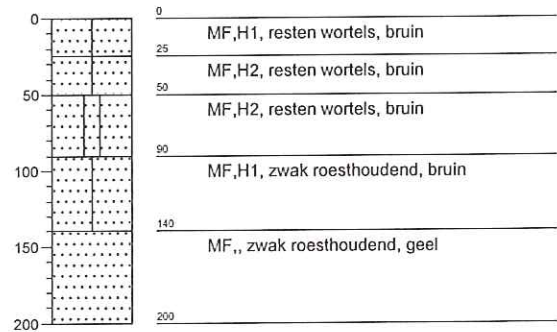 0
0
MF,H1, resten wortels, bruin
25
MF,H2, resten wortels, bruin
50
50
MF,H2, resten wortels, bruin
90
100
MF,H1, zwak roesthoudend, bruin
140
150
MF,, zwak roesthoudend, geel
200
200